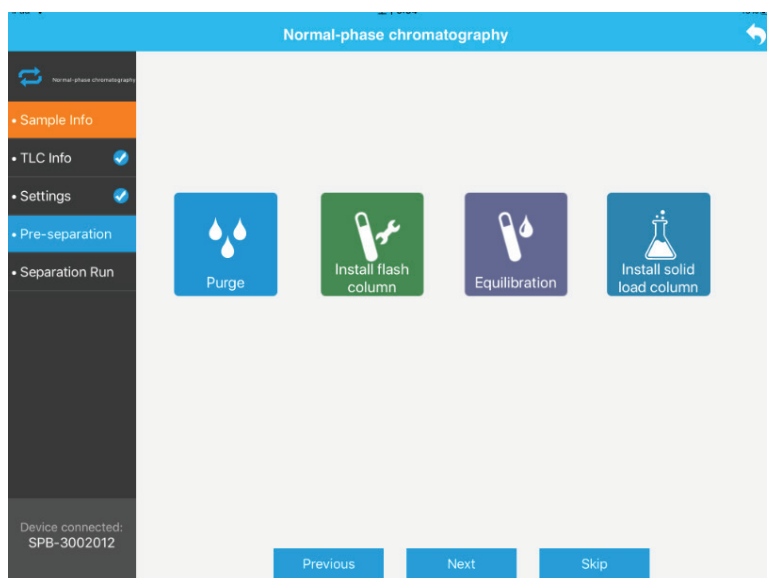 Normal-phase chromatography
Normal-phase chromatography
• Sample Info
• TLC Info
• Settings
• Pre-separation
• Separation Run
Purge
Install flash
column
Equilibration
Install solid
load column
Device connected:
SPB-3002012
Previous
Next
Skip